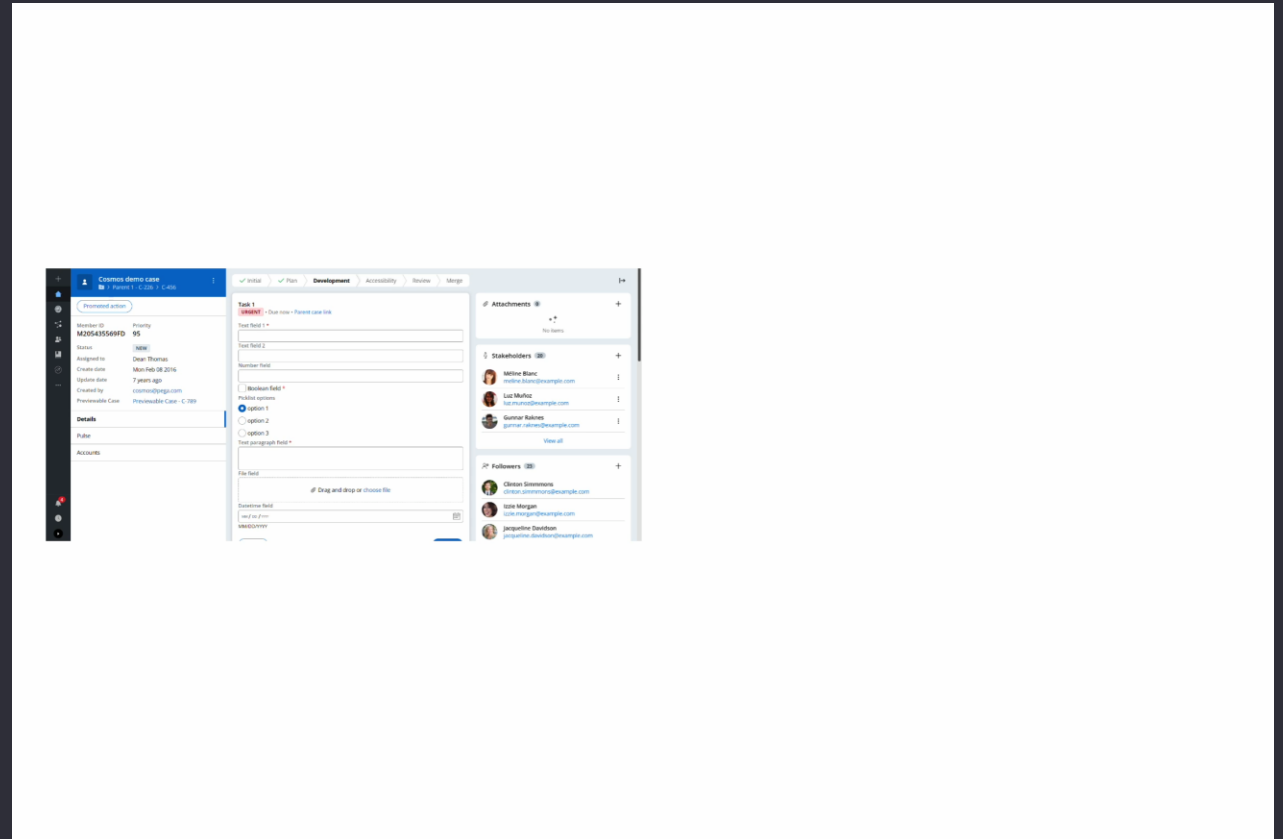 Cosmos demo case
Parent 1 - C-226 / C-456
Promoted action
Member ID
M205435569FD
Priority
95
Status
NEW
Assigned to
Dean Thomas
Create date
Mon Feb 08 2016
Update date
7 years ago
Created by
cosmos@pega.com
Previewable Case
Previewable Case - C-789
Details
Pulse
Accounts
Initial
Plan
Development
Accessibility
Review
Merge
Task 1
URGENT • Due now • Parent case link
Text field 1 *
Text field 2
Number field
Boolean field *
Picklist options
option 1
option 2
option 3
Text paragraph field *
File field
Drag and drop or choose file
Datetime field
--/--/----
MM/DD/YYYY
Attachments 0
No items
Stakeholders 20
Méline Blanc
meline.blanc@example.com
Luz Muñoz
luz.munoz@example.com
Gunnar Raknes
gunnar.raknes@example.com
View all
Followers 25
Clinton Simmmons
clinton.simmmons@example.com
Izzie Morgan
izzie.morgan@example.com
Jacqueline Davidson
jacqueline.davidson@example.com